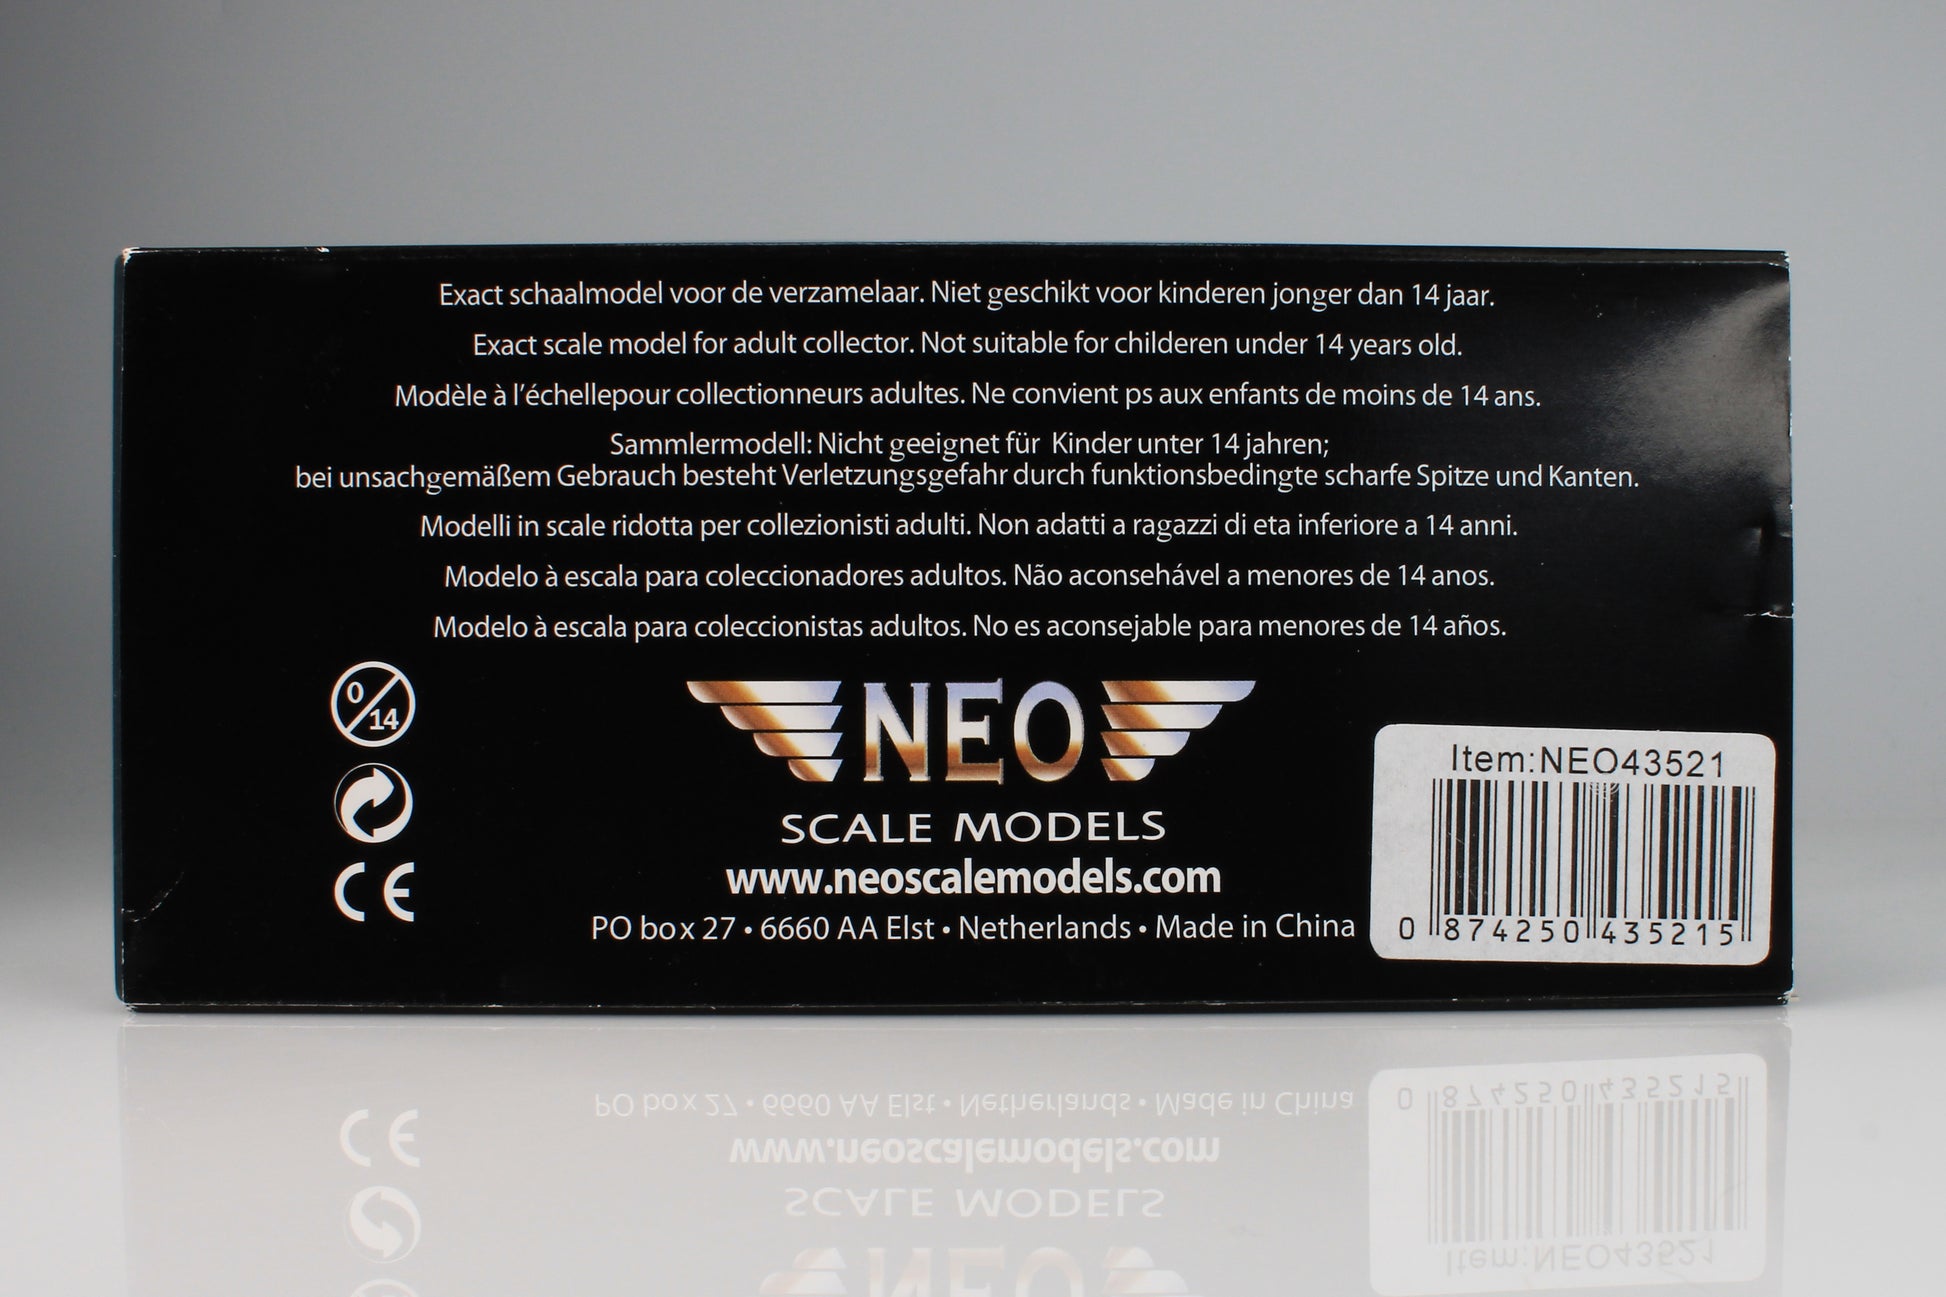 Exact schaalmodel voor de verzamelaar. Niet geschikt voor kinderen jonger dan 14 jaar.
Exact scale model for adult collector. Not suitable for childeren under 14 years old.
Modèle à l'échellepour collectionneurs adultes. Ne convient ps aux enfants de moins de 14 ans.
Sammlermodell: Nicht geeignet für Kinder unter 14 jahren;
bei unsachgemäßem Gebrauch besteht Verletzungsgefahr durch funktionsbedingte scharfe Spitze und Kanten.
Modelli in scale ridotta per collezionisti adulti. Non adatti a ragazzi di eta inferiore a 14 anni.
Modelo à escala para coleccionadores adultos. Não aconsehável a menores de 14 anos.
Modelo à escala para coleccionistas adultos. No es aconsejable para menores de 14 años.
0/14
NEO
SCALE MODELS
www.neoscalemodels.com
PO box 27 • 6660 AA Elst • Netherlands • Made in China
CE
Item:NEO43521
0 874250 435215